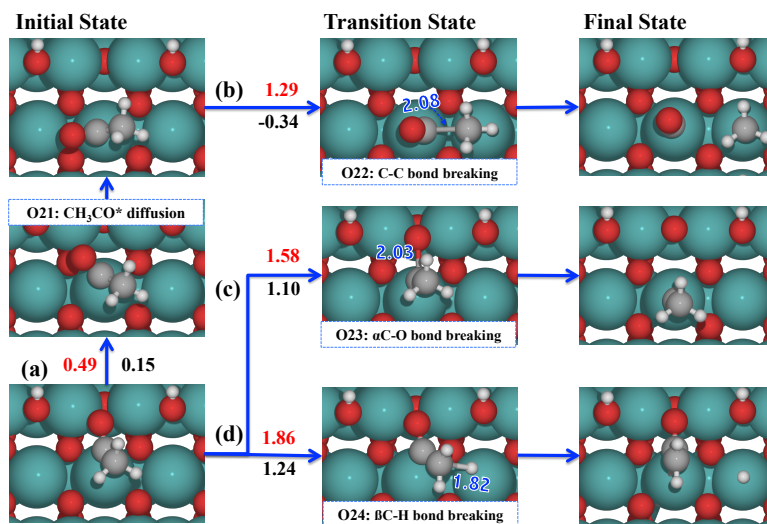 Initial State Transition State Final State
(b) 1.29
-0.34
2.08
O22: C-C bond breaking
O21: CH₃CO* diffusion
(c) 1.58
1.10
2.03
O23: αC-O bond breaking
(a) 0.49 0.15
(d) 1.86
1.24
1.82
O24: ßC-H bond breaking